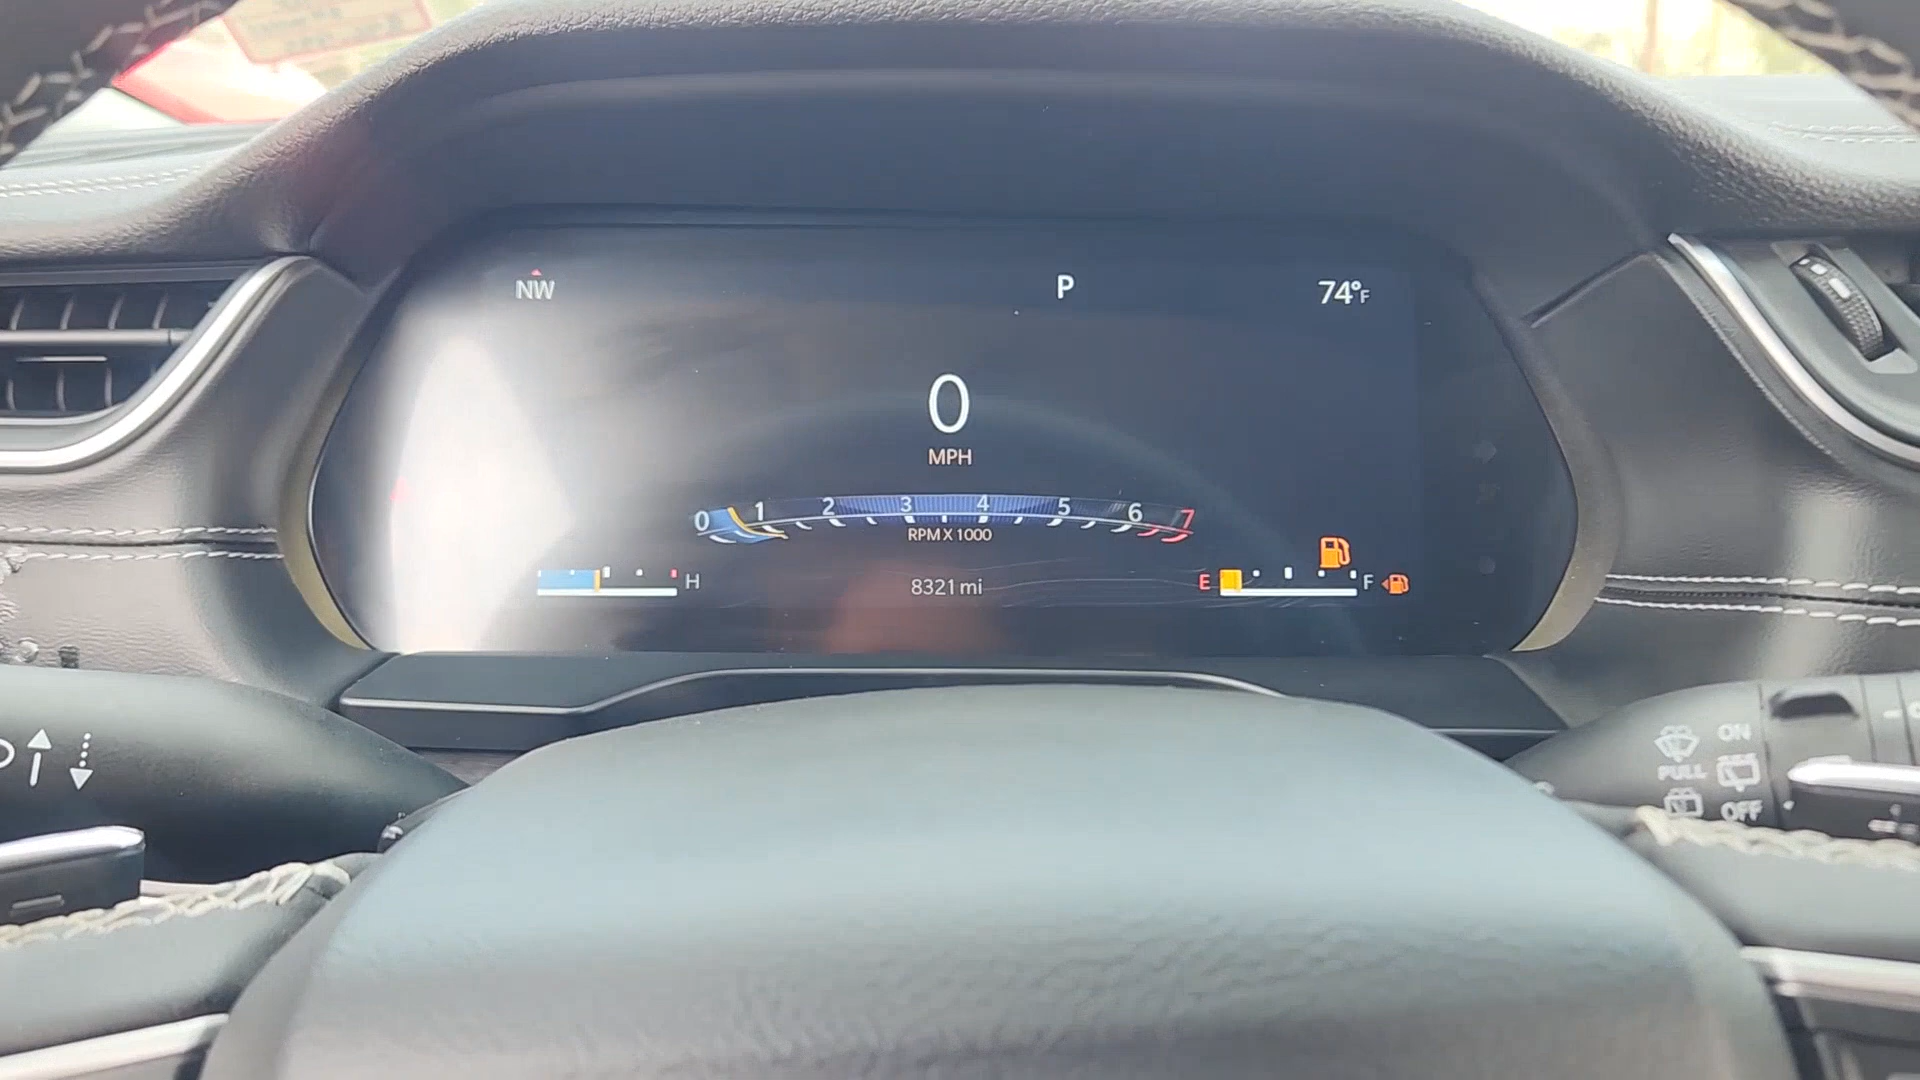 NW
P
74°F
0
MPH
0 1 2 3 4 5 6 7
RPM X 1000
H
8321 mi
E
F
ON
PULL
OFF